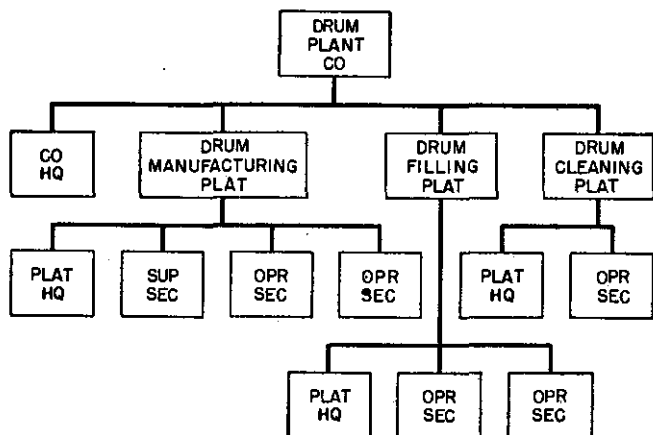 DRUM
PLANT
CO
CO
HQ
DRUM
MANUFACTURING
PLAT
DRUM
FILLING
PLAT
DRUM
CLEANING
PLAT
PLAT
HQ
SUP
SEC
OPR
SEC
OPR
SEC
PLAT
HQ
OPR
SEC
PLAT
HQ
OPR
SEC
OPR
SEC